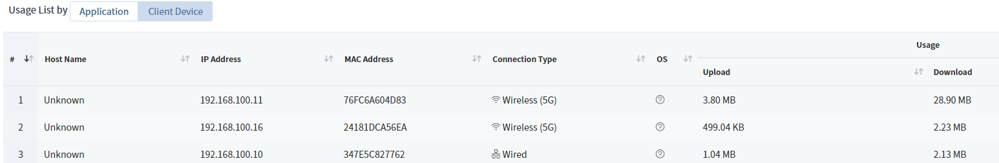 Usage List by Application Client Device
# Host Name IP Address MAC Address Connection Type OS Usage
Upload Download
1 Unknown 192.168.100.11 76FC6A604D83 Wireless (5G) 3.80 MB 28.90 MB
2 Unknown 192.168.100.16 24181DCA56EA Wireless (5G) 499.04 KB 2.23 MB
3 Unknown 192.168.100.10 347E5C827762 Wired 1.04 MB 2.13 MB